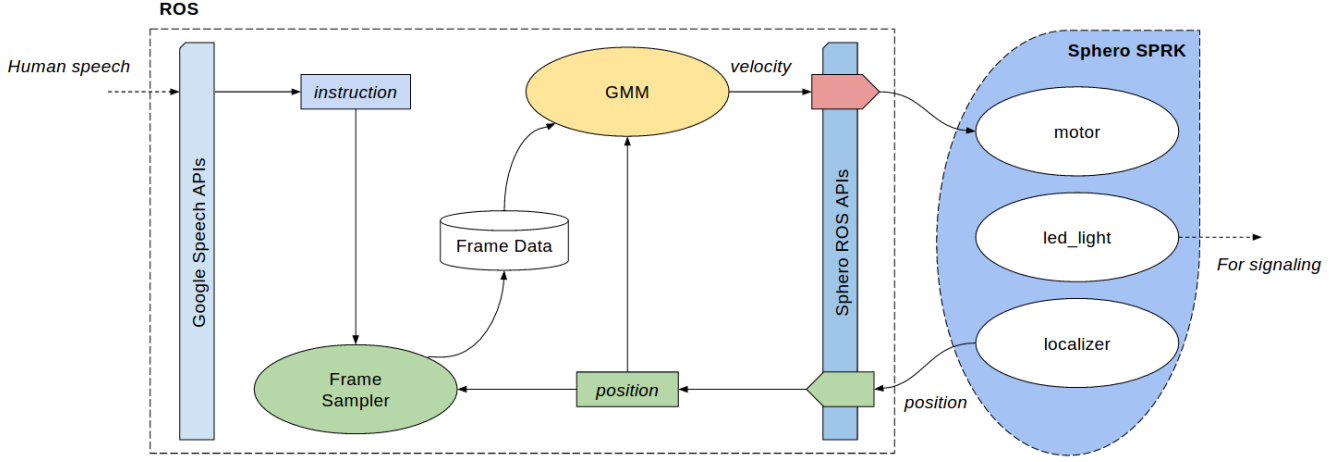 ROS
Sphero SPRK
Human speech
instruction
GMM
velocity
motor
Google Speech APIs
Sphero ROS APIs
Frame Data
led_light
For signaling
localizer
Frame
Sampler
position
position